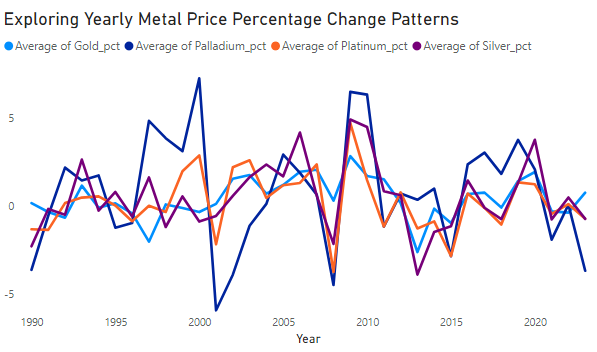 Exploring Yearly Metal Price Percentage Change Patterns
Average of Gold_pct Average of Palladium_pct Average of Platinum_pct Average of Silver_pct
5
0
-5
1990 1995 2000 2005 2010 2015 2020
Year